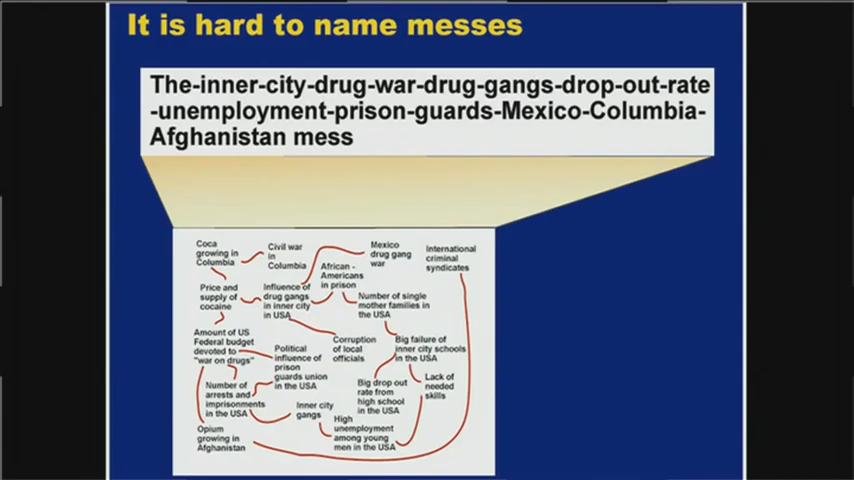 It is hard to name messes
The-inner-city-drug-war-drug-gangs-drop-out-rate
-unemployment-prison-guards-Mexico-Columbia-
Afghanistan mess
Coca
growing in
Columbia
Civil war
in
Columbia
Mexico
drug gang
war
International
criminal
syndicates
African -
Americans
in prison
Price and
supply of
cocaine
Influence of
drug gangs
in inner city
in USA
Number of single
mother families in
the USA
Amount of US
Federal budget
devoted to
"war on drugs"
Political
influence of
prison
guards union
in the USA
Corruption
of local
officials
Big failure of
inner city schools
in the USA
Number of
arrests and
imprisonments
in the USA
Big drop out
rate from
high school
in the USA
Lack of
needed
skills
Inner city
gangs
High
unemployment
among young
men in the USA
Opium
growing in
Afghanistan